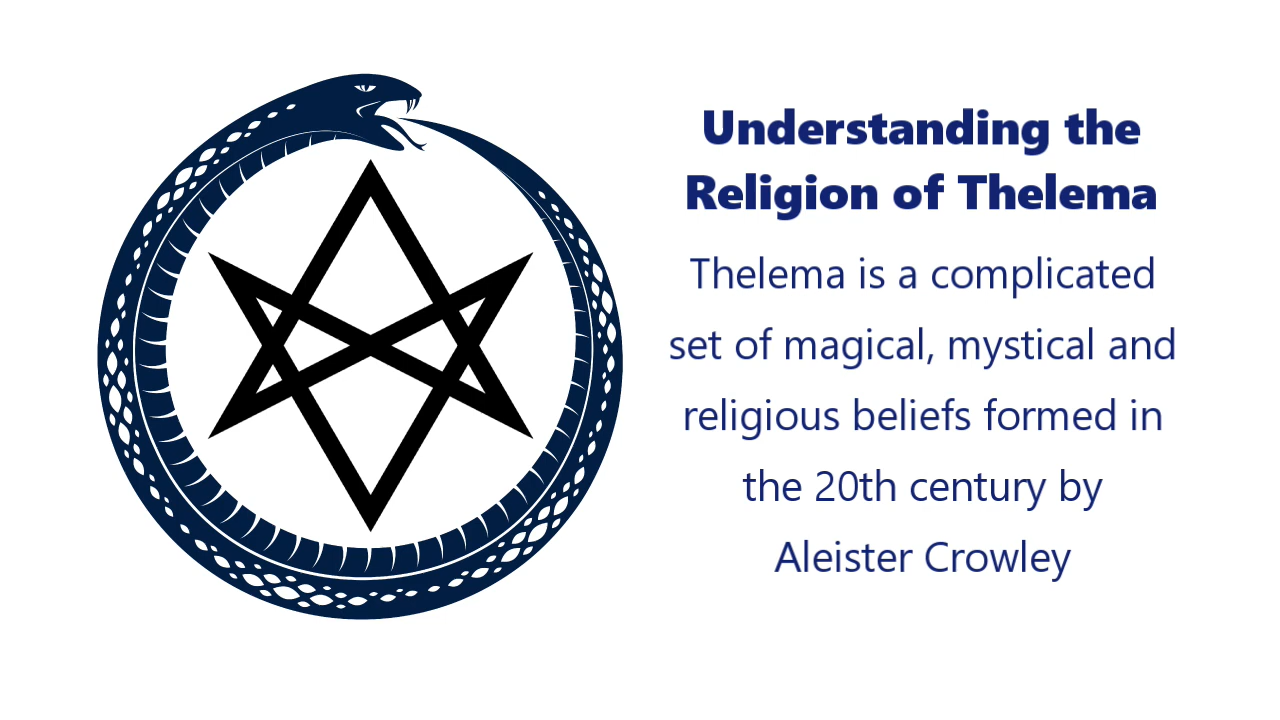 Understanding the
Religion of Thelema
Thelema is a complicated
set of magical, mystical and
religious beliefs formed in
the 20th century by
Aleister Crowley